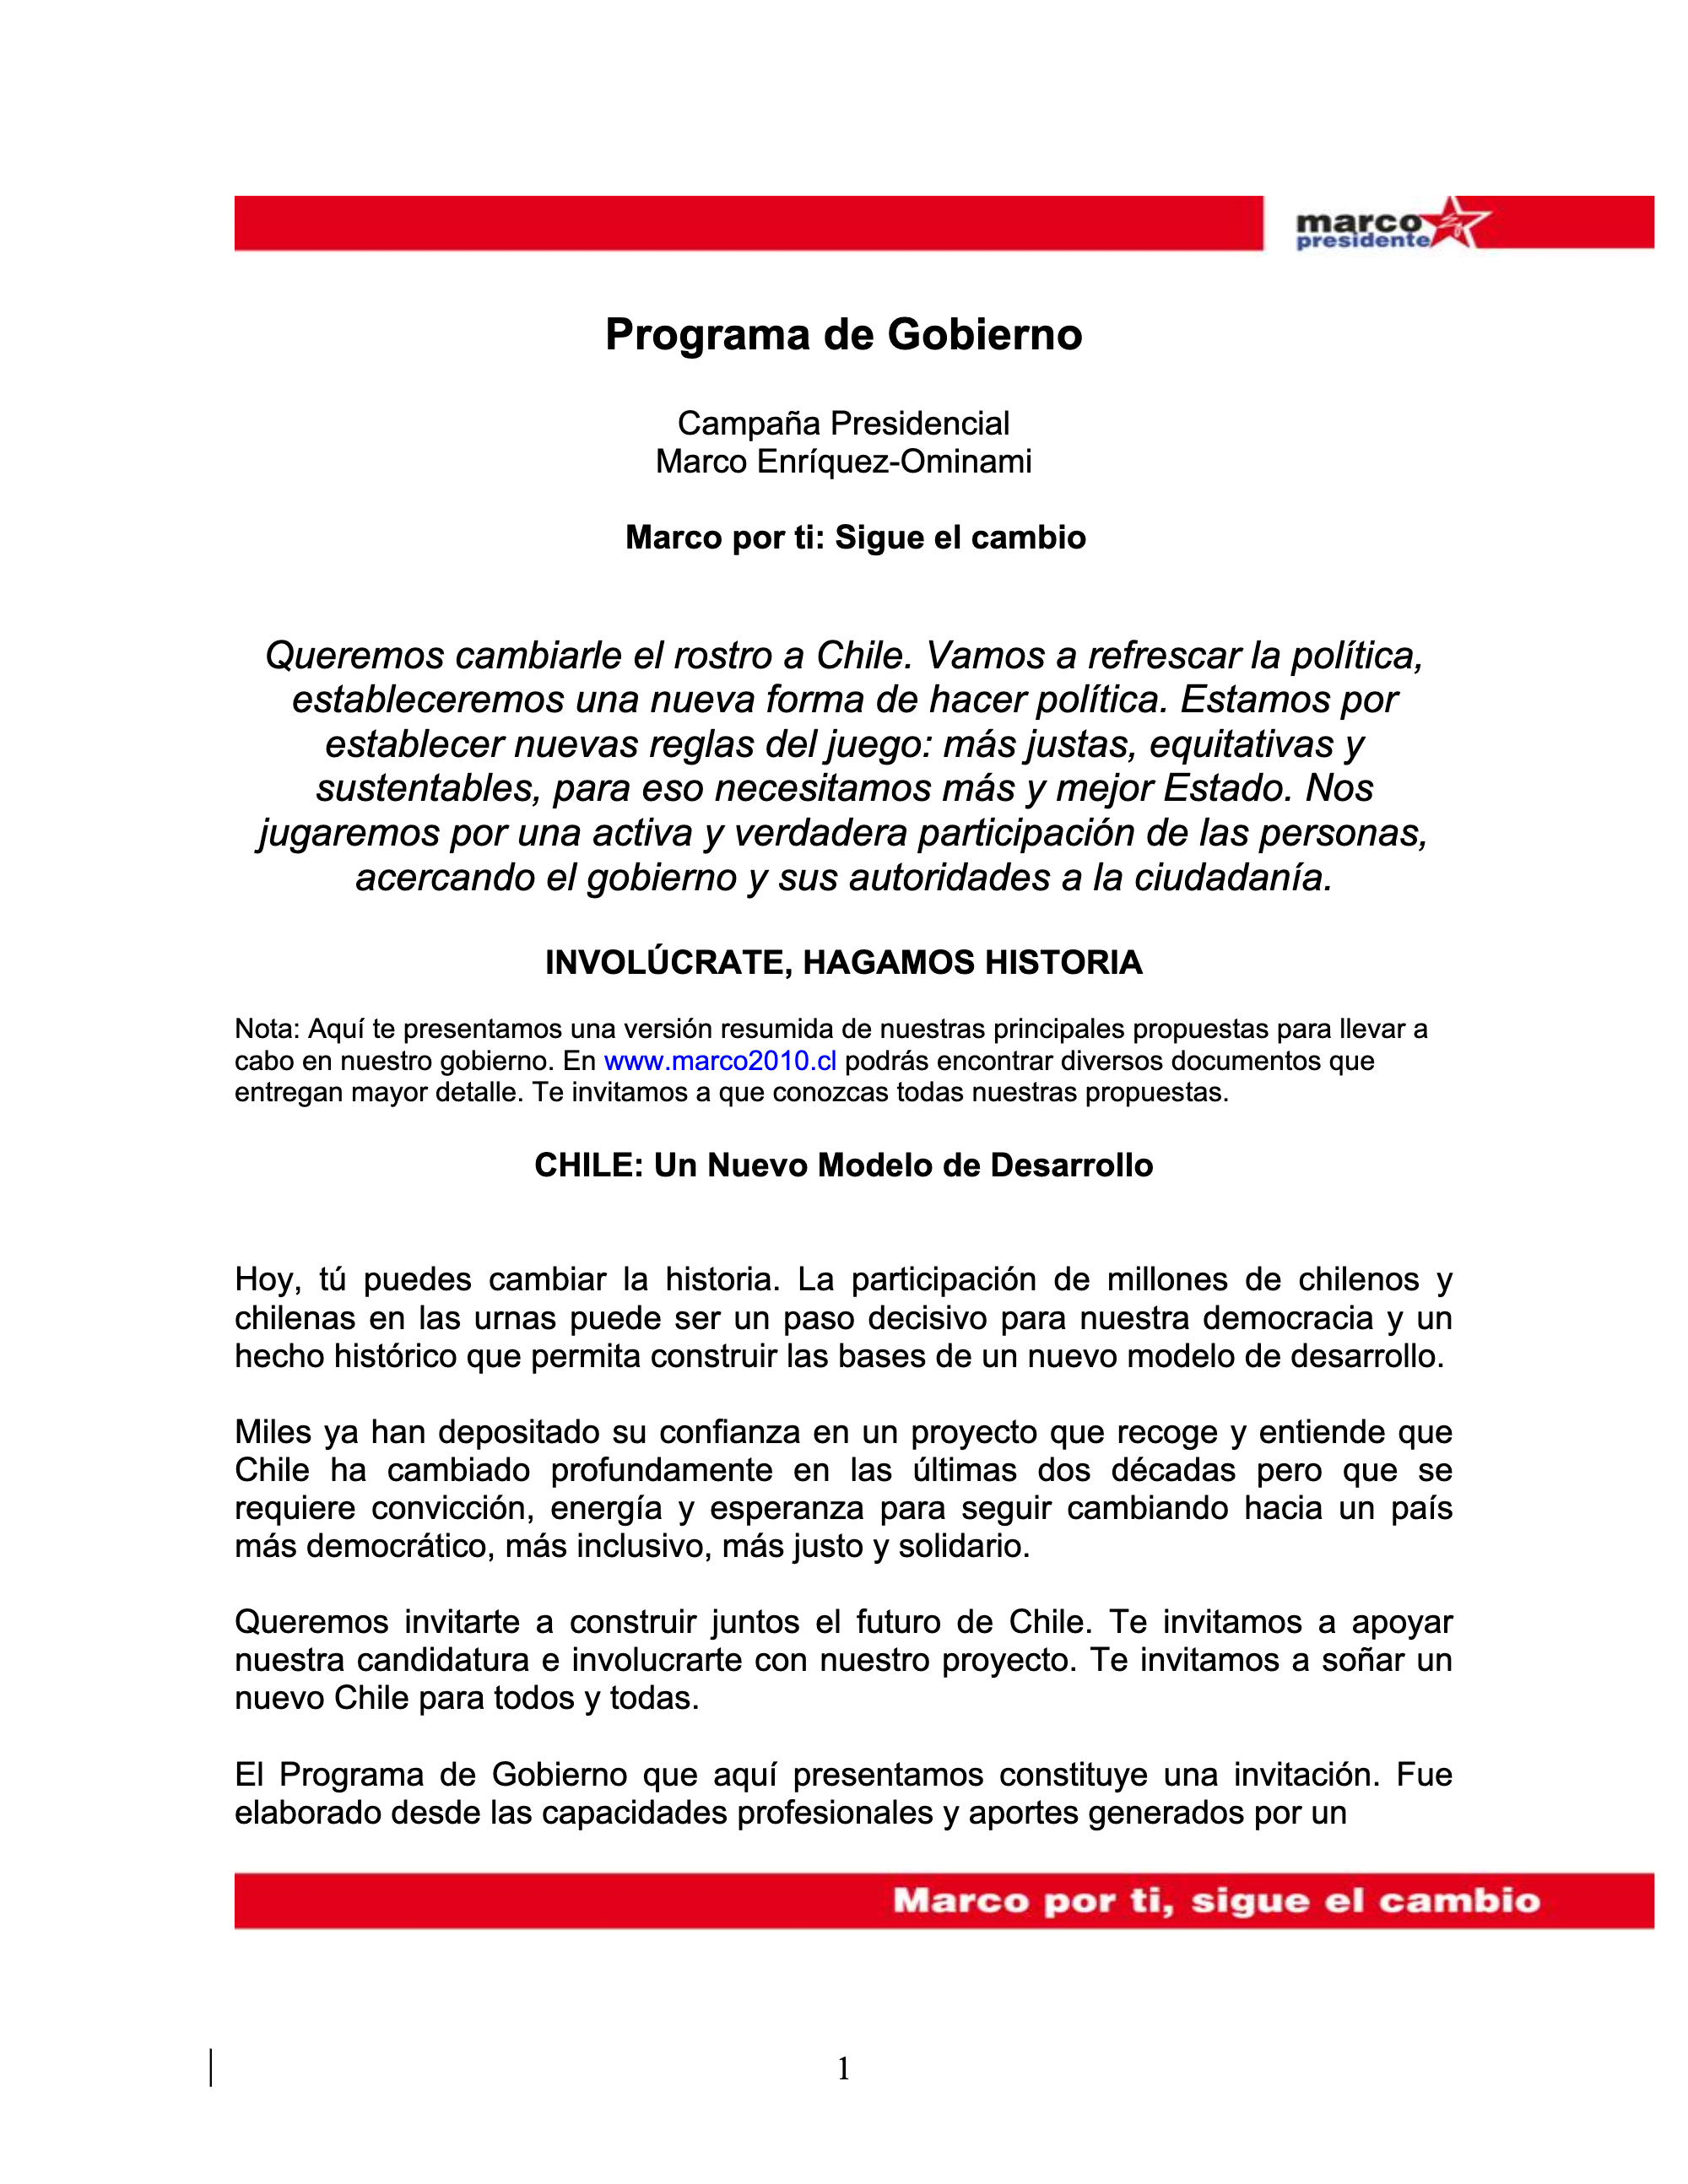 marco
presidente
Programa de Gobierno
Campaña Presidencial
Marco Enríquez-Ominami
Marco por ti: Sigue el cambio
Queremos cambiarle el rostro a Chile. Vamos a refrescar la política,
estableceremos una nueva forma de hacer política. Estamos por
establecer nuevas reglas del juego: más justas, equitativas y
sustentables, para eso necesitamos más y mejor Estado. Nos
jugaremos por una activa y verdadera participación de las personas,
acercando el gobierno y sus autoridades a la ciudadanía.
INVOLÚCRATE, HAGAMOS HISTORIA
Nota: Aquí te presentamos una versión resumida de nuestras principales propuestas para llevar a
cabo en nuestro gobierno. En www.marco2010.cl podrás encontrar diversos documentos que
entregan mayor detalle. Te invitamos a que conozcas todas nuestras propuestas.
CHILE: Un Nuevo Modelo de Desarrollo
Hoy, tú puedes cambiar la historia. La participación de millones de chilenos y
chilenas en las urnas puede ser un paso decisivo para nuestra democracia y un
hecho histórico que permita construir las bases de un nuevo modelo de desarrollo.
Miles ya han depositado su confianza en un proyecto que recoge y entiende que
Chile ha cambiado profundamente en las últimas dos décadas pero que se
requiere convicción, energía y esperanza para seguir cambiando hacia un país
más democrático, más inclusivo, más justo y solidario.
Queremos invitarte a construir juntos el futuro de Chile. Te invitamos a apoyar
nuestra candidatura e involucrarte con nuestro proyecto. Te invitamos a soñar un
nuevo Chile para todos y todas.
El Programa de Gobierno que aquí presentamos constituye una invitación. Fue
elaborado desde las capacidades profesionales y aportes generados por un
Marco por ti, sigue el cambio
1